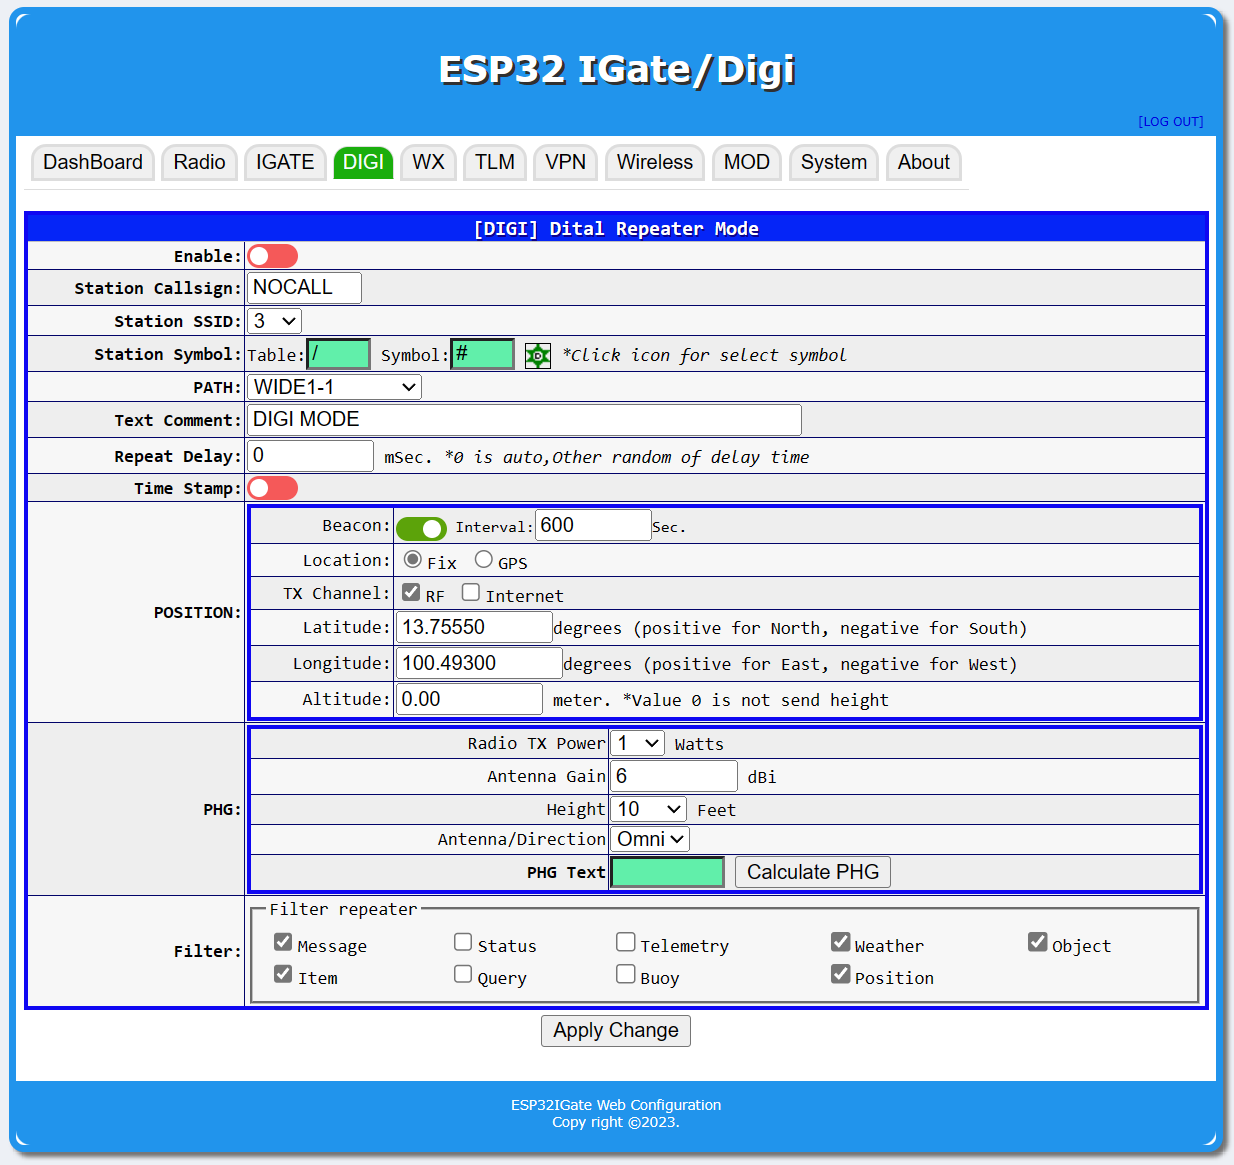 ESP32 IGate/Digi
[LOG OUT]
DashBoard Radio IGATE DIGI WX TLM VPN Wireless MOD System About
[DIGI] Dital Repeater Mode
Enable:
Station Callsign: NOCALL
Station SSID: 3
Station Symbol: Table: / Symbol: # D *Click icon for select symbol
PATH: WIDE1-1
Text Comment: DIGI MODE
Repeat Delay: 0 mSec. *0 is auto,Other random of delay time
Time Stamp:
POSITION:
Beacon: Interval: 600 Sec.
Location: Fix GPS
TX Channel: RF Internet
Latitude: 13.75550 degrees (positive for North, negative for South)
Longitude: 100.49300 degrees (positive for East, negative for West)
Altitude: 0.00 meter. *Value 0 is not send height
PHG:
Radio TX Power 1 Watts
Antenna Gain 6 dBi
Height 10 Feet
Antenna/Direction Omni
PHG Text Calculate PHG
Filter:
Filter repeater
Message Status Telemetry Weather Object
Item Query Buoy Position
Apply Change
ESP32IGate Web Configuration
Copy right ©2023.